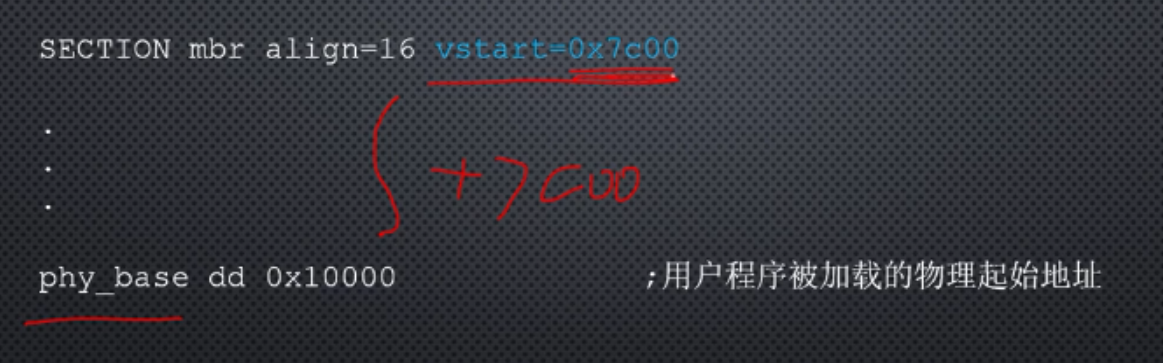 SECTION mbr align=16 vstart=0x7c00
.
.
+7c00
.
phy_base dd 0x10000 ;用户程序被加载的物理起始地址